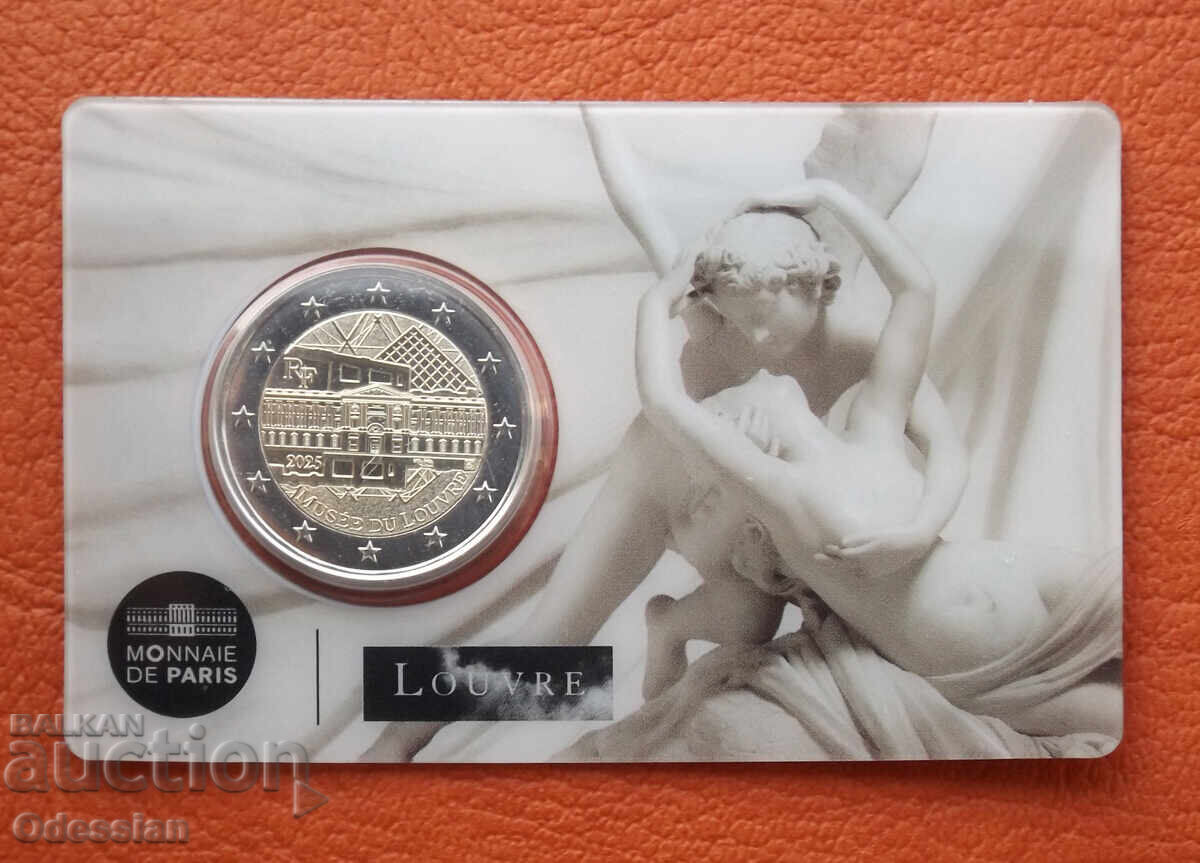 RF
2025
MUSÉE DU LOUVRE
MONNAIE
DE PARIS
LOUVRE
BALKAN
auction
Odessian